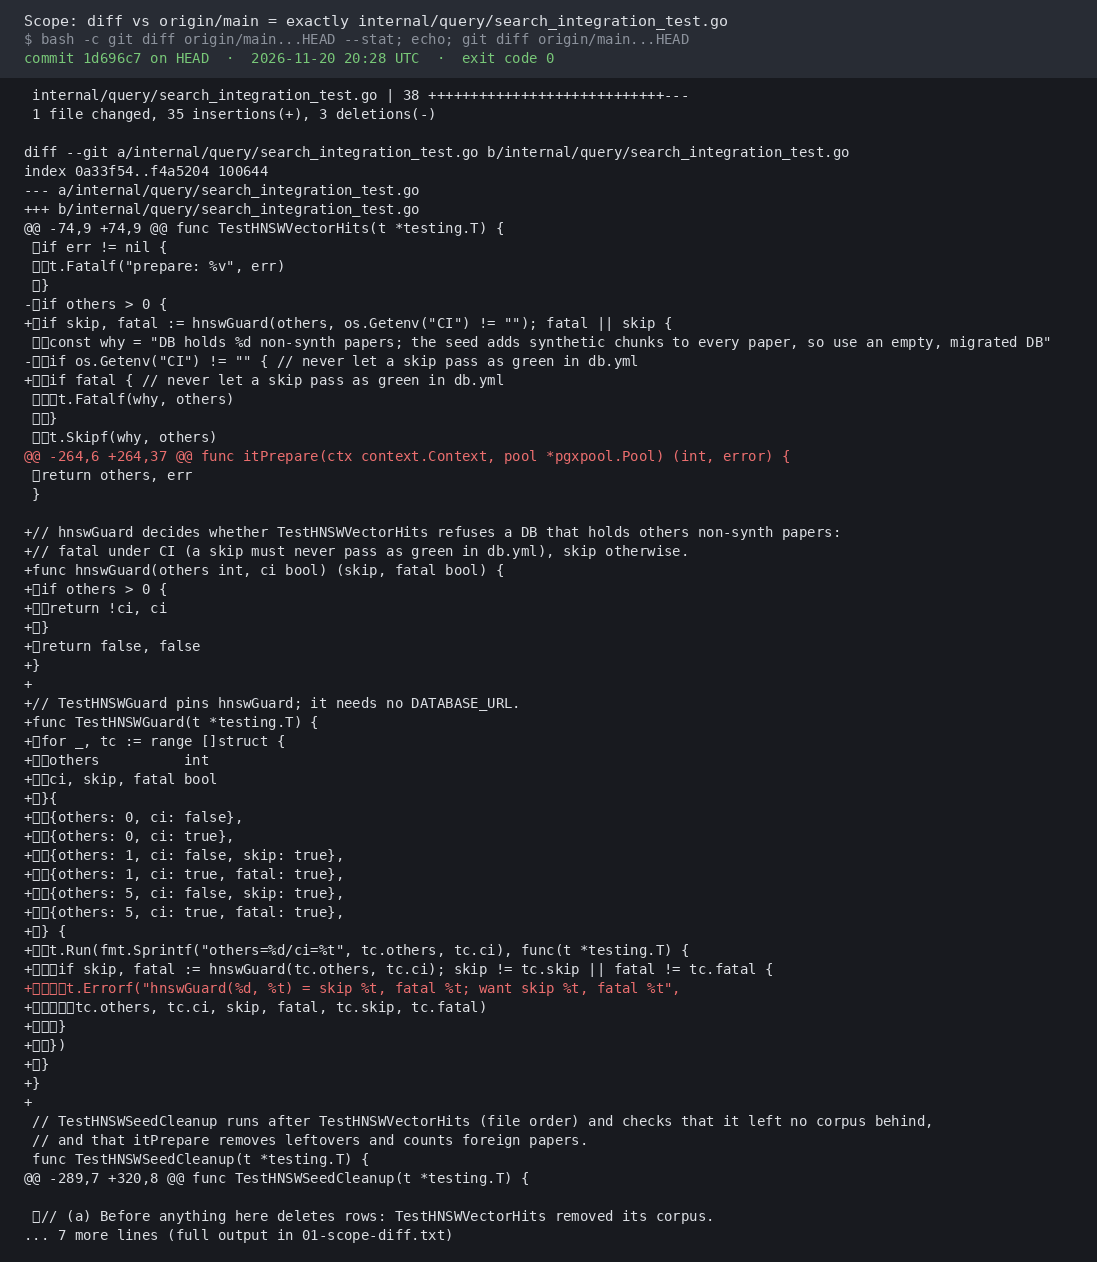 Scope: diff vs origin/main = exactly internal/query/search_integration_test.go
$ bash -c git diff origin/main...HEAD --stat; echo; git diff origin/main...HEAD
commit 1d696c7 on HEAD  ·  2026-11-20 20:28 UTC  ·  exit code 0
 internal/query/search_integration_test.go | 38 ++++++++++++++++++++++++++++---
 1 file changed, 35 insertions(+), 3 deletions(-)

diff --git a/internal/query/search_integration_test.go b/internal/query/search_integration_test.go
index 0a33f54..f4a5204 100644
--- a/internal/query/search_integration_test.go
+++ b/internal/query/search_integration_test.go
@@ -74,9 +74,9 @@ func TestHNSWVectorHits(t *testing.T) {
 	if err != nil {
 		t.Fatalf("prepare: %v", err)
 	}
-	if others > 0 {
+	if skip, fatal := hnswGuard(others, os.Getenv("CI") != ""); fatal || skip {
 		const why = "DB holds %d non-synth papers; the seed adds synthetic chunks to every paper, so use an empty, migrated DB"
-		if os.Getenv("CI") != "" { // never let a skip pass as green in db.yml
+		if fatal { // never let a skip pass as green in db.yml
 			t.Fatalf(why, others)
 		}
 		t.Skipf(why, others)
@@ -264,6 +264,37 @@ func itPrepare(ctx context.Context, pool *pgxpool.Pool) (int, error) {
 	return others, err
 }

+// hnswGuard decides whether TestHNSWVectorHits refuses a DB that holds others non-synth papers:
+// fatal under CI (a skip must never pass as green in db.yml), skip otherwise.
+func hnswGuard(others int, ci bool) (skip, fatal bool) {
+	if others > 0 {
+		return !ci, ci
+	}
+	return false, false
+}
+
+// TestHNSWGuard pins hnswGuard; it needs no DATABASE_URL.
+func TestHNSWGuard(t *testing.T) {
+	for _, tc := range []struct {
+		others          int
+		ci, skip, fatal bool
+	}{
+		{others: 0, ci: false},
+		{others: 0, ci: true},
+		{others: 1, ci: false, skip: true},
+		{others: 1, ci: true, fatal: true},
+		{others: 5, ci: false, skip: true},
+		{others: 5, ci: true, fatal: true},
+	} {
+		t.Run(fmt.Sprintf("others=%d/ci=%t", tc.others, tc.ci), func(t *testing.T) {
+			if skip, fatal := hnswGuard(tc.others, tc.ci); skip != tc.skip || fatal != tc.fatal {
+				t.Errorf("hnswGuard(%d, %t) = skip %t, fatal %t; want skip %t, fatal %t",
+					tc.others, tc.ci, skip, fatal, tc.skip, tc.fatal)
+			}
+		})
+	}
+}
+
 // TestHNSWSeedCleanup runs after TestHNSWVectorHits (file order) and checks that it left no corpus behind,
 // and that itPrepare removes leftovers and counts foreign papers.
 func TestHNSWSeedCleanup(t *testing.T) {
@@ -289,7 +320,8 @@ func TestHNSWSeedCleanup(t *testing.T) {

 	// (a) Before anything here deletes rows: TestHNSWVectorHits removed its corpus.
... 7 more lines (full output in 01-scope-diff.txt)